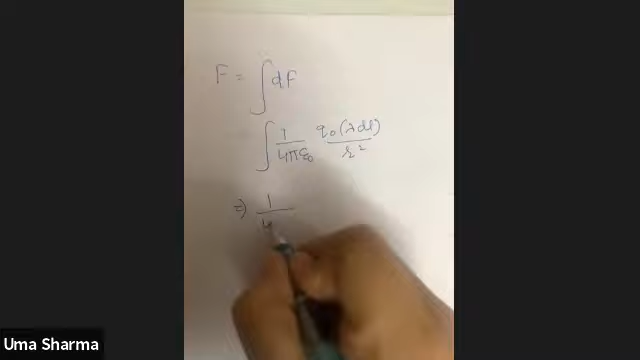 F = ∫ dF
∫ 1/4πε₀ q₀(λdl)/r²
⇒ 1/4
Uma Sharma